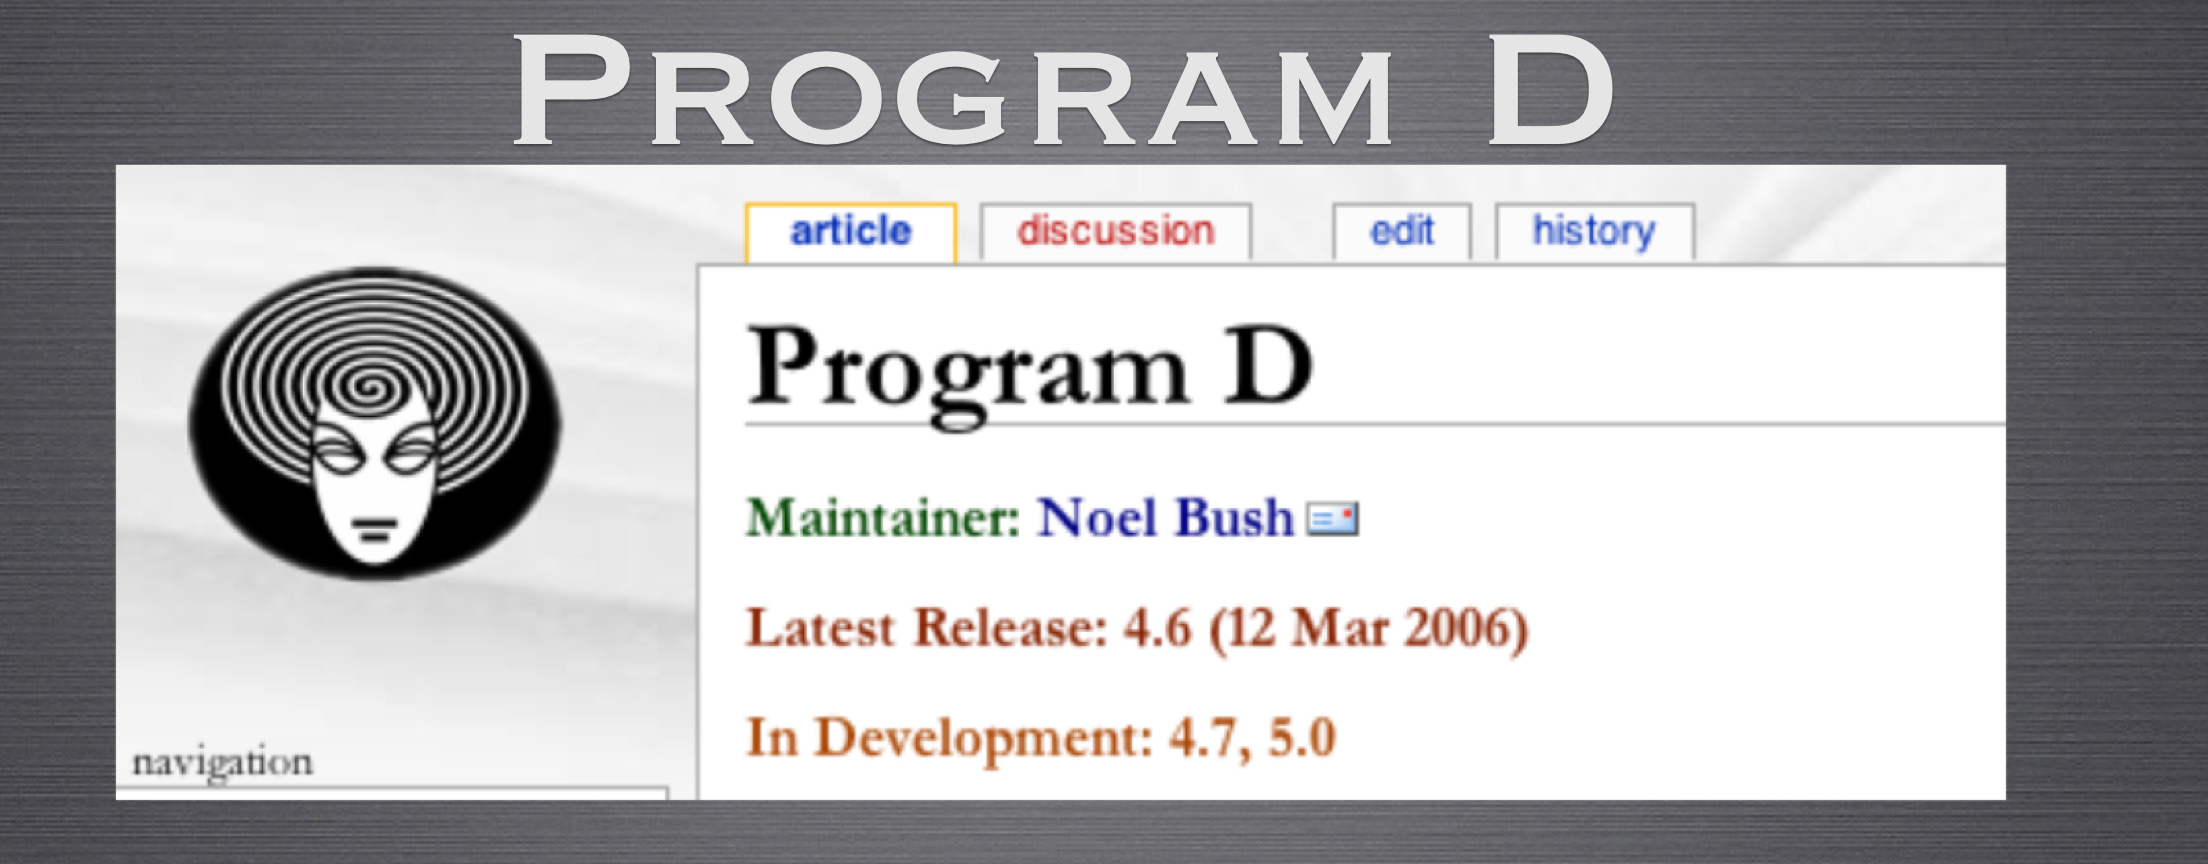 PROGRAM D
article discussion edit history
Program D
Maintainer: Noel Bush
Latest Release: 4.6 (12 Mar 2006)
In Development: 4.7, 5.0
navigation